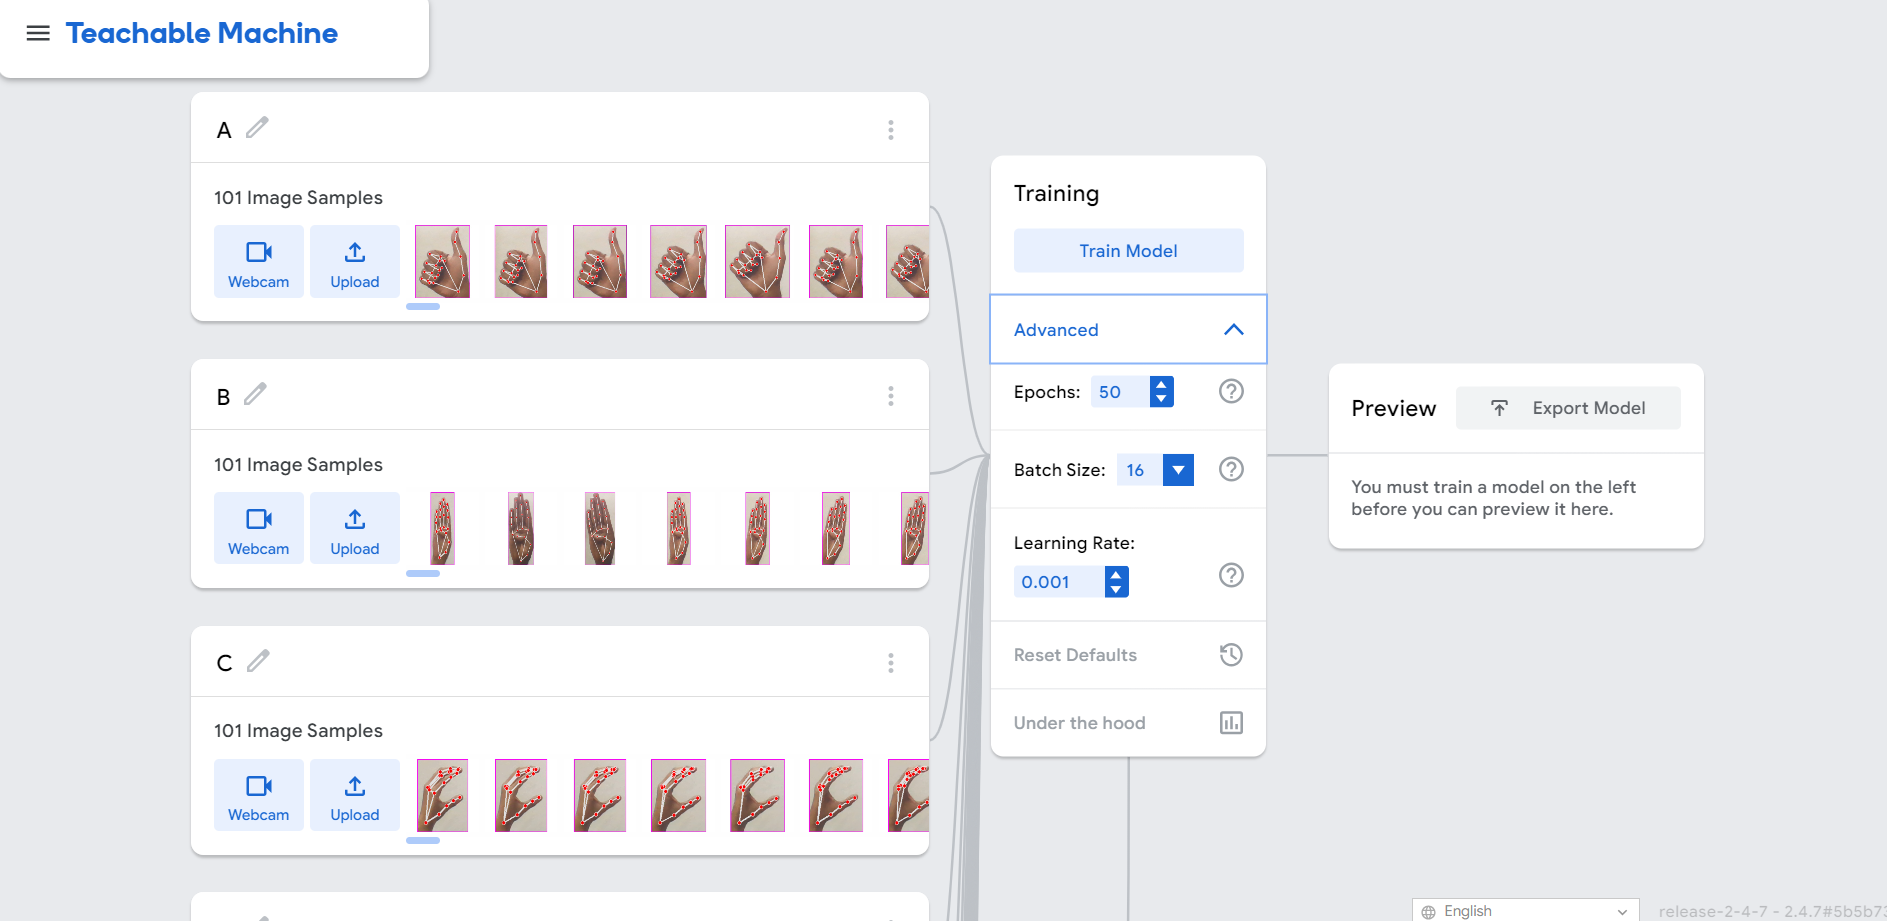 Teachable Machine
A
101 Image Samples
Webcam
Upload
B
101 Image Samples
Webcam
Upload
C
101 Image Samples
Webcam
Upload
Training
Train Model
Advanced
Epochs: 50
Batch Size: 16
Learning Rate:
0.001
Reset Defaults
Under the hood
Preview
Export Model
You must train a model on the left
before you can preview it here.
English
release-2-4-7 - 2.4.7#5b5b7